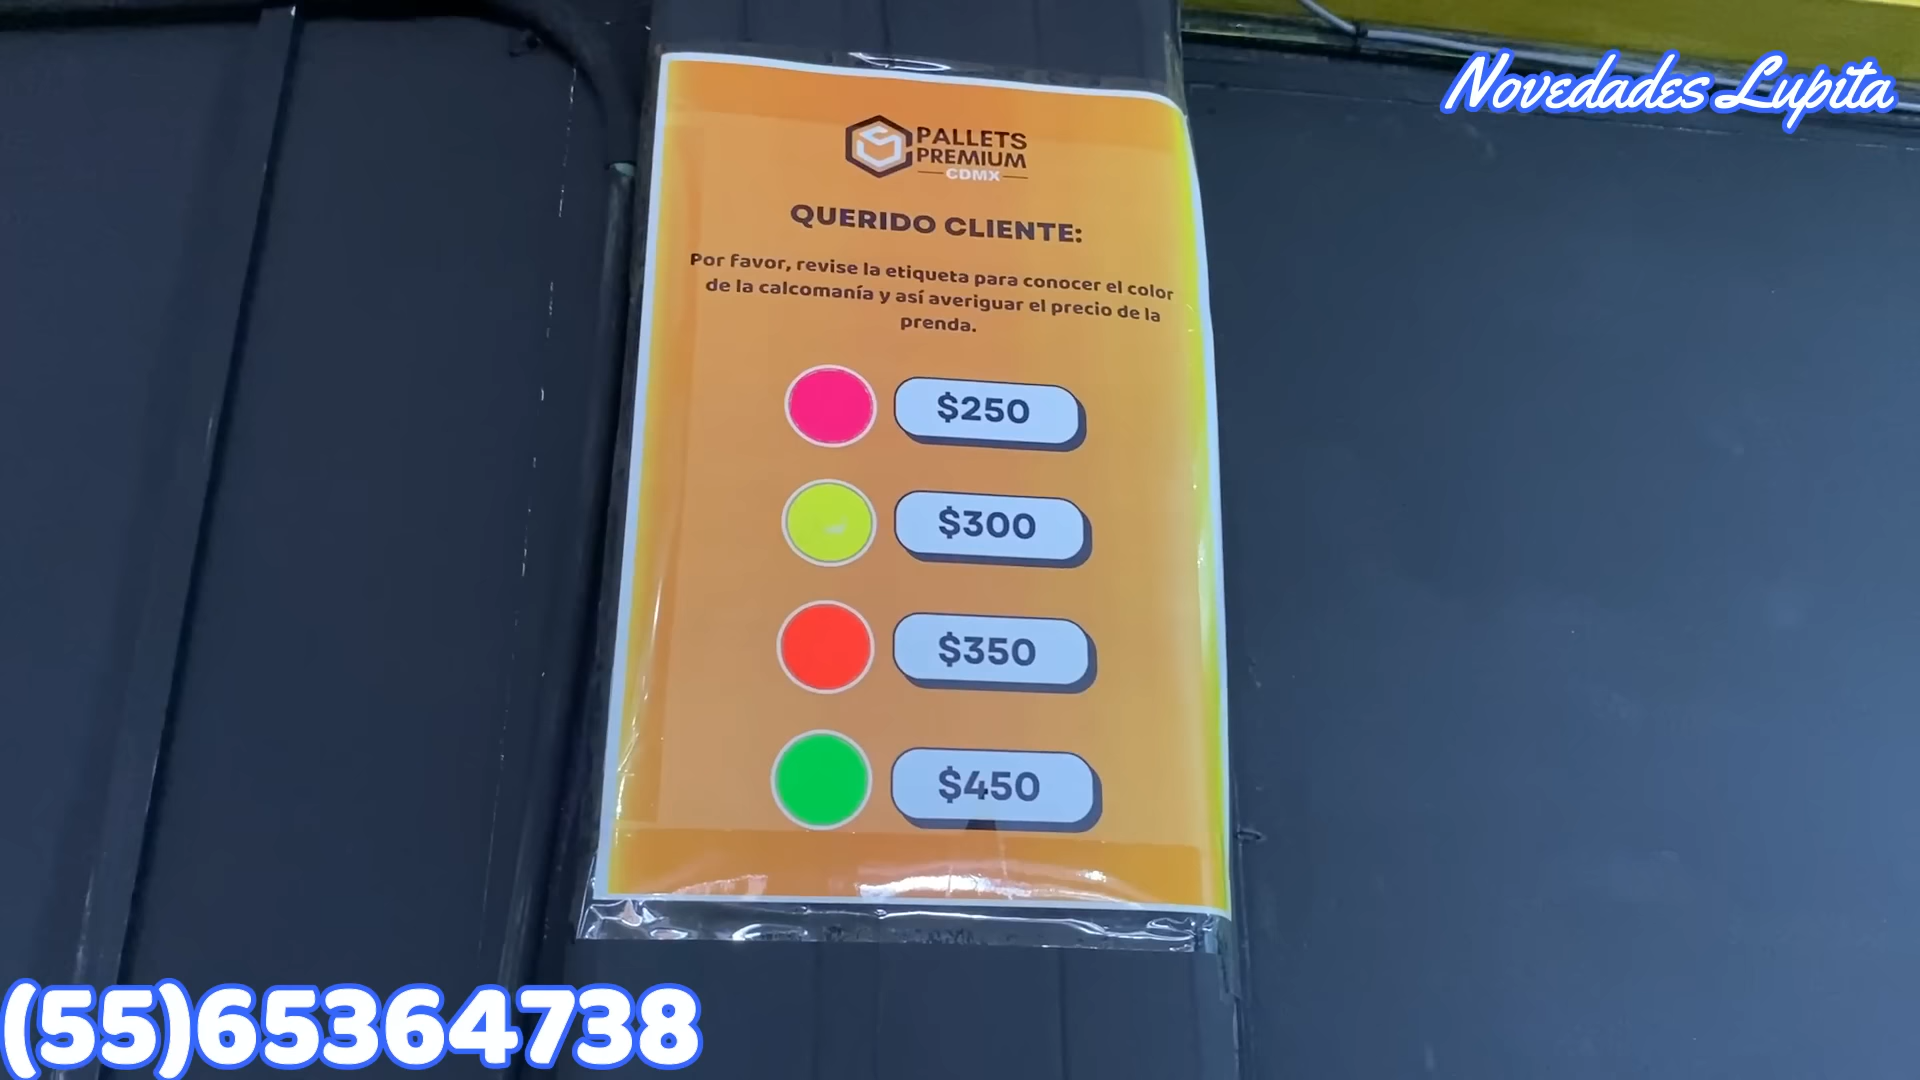 Novedades Lupita
PALLETS
PREMIUM
CDMX
QUERIDO CLIENTE:
Por favor, revise la etiqueta para conocer el color
de la calcomanía y así averiguar el precio de la
prenda.
$250
$300
$350
$450
(55)65364738